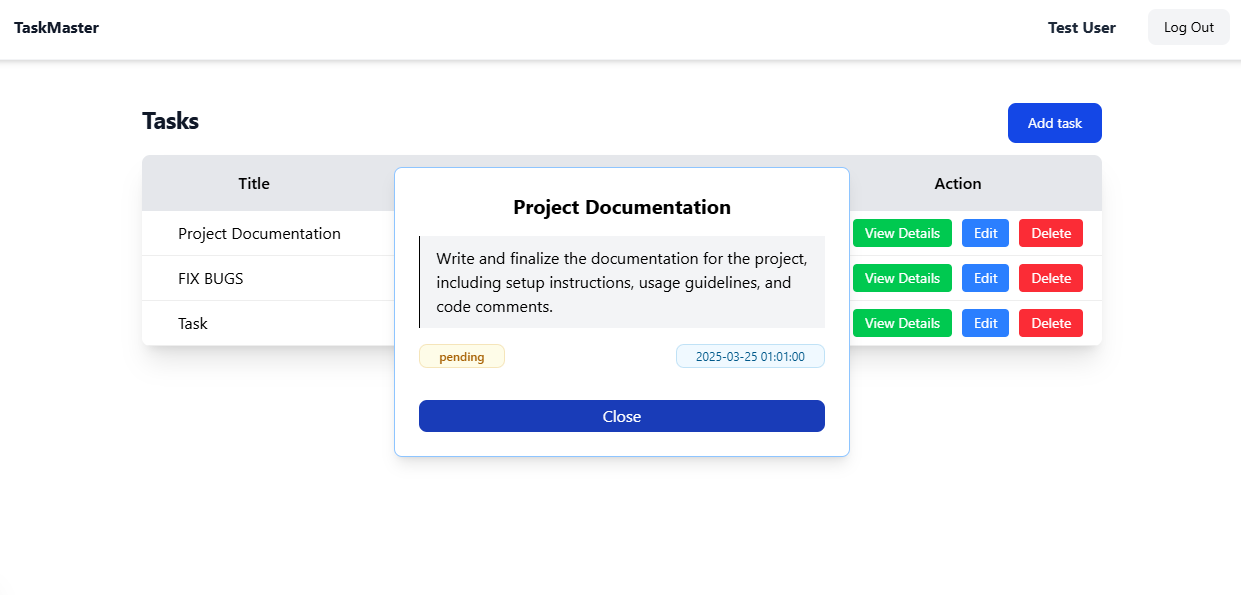 TaskMaster
Test User
Log Out
Tasks
Add task
Title
Action
Project Documentation
View Details
Edit
Delete
FIX BUGS
View Details
Edit
Delete
Task
View Details
Edit
Delete
Project Documentation
Write and finalize the documentation for the project,
including setup instructions, usage guidelines, and
code comments.
pending
2025-03-25 01:01:00
Close